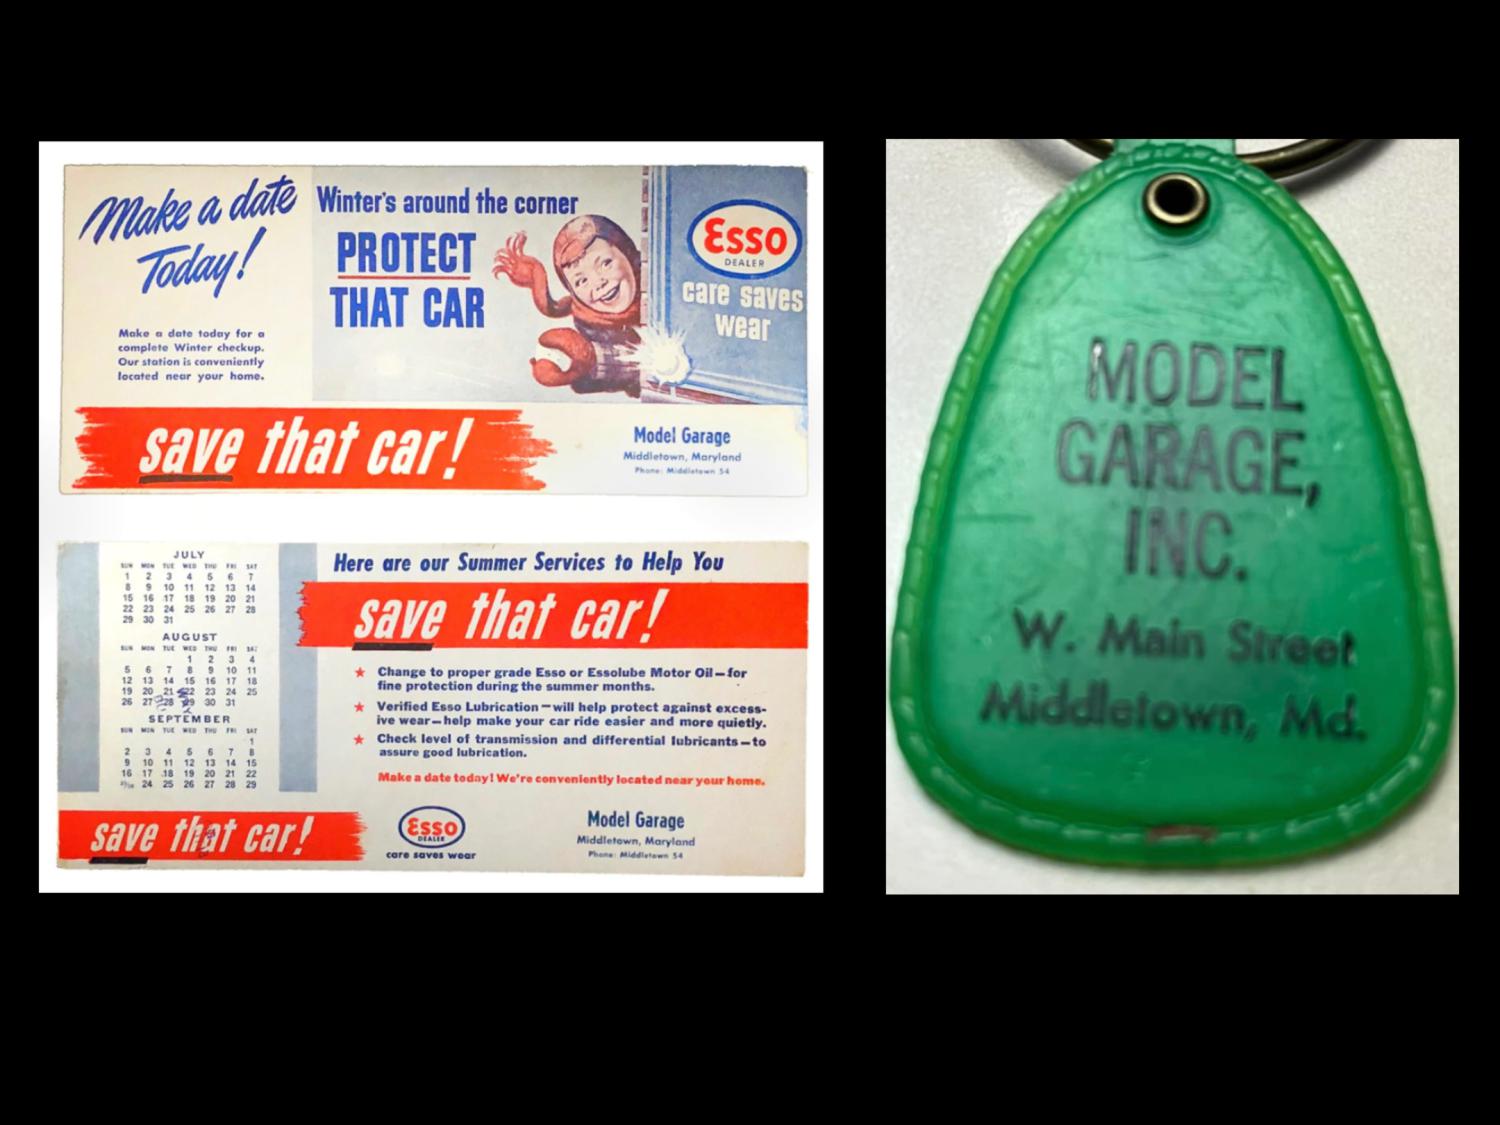 Make a date
Today!
Make a date today for a
complete Winter checkup.
Our station is conveniently
located near your home.
Winter's around the corner
PROTECT
THAT CAR
Esso
DEALER
care saves
wear
save that car!
Model Garage
Middletown, Maryland
Phone: Middletown 54
JULY
SUN MON TUE WED THU FRI SAT
1 2 3 4 5 6 7
8 9 10 11 12 13 14
15 16 17 18 19 20 21
22 23 24 25 26 27 28
29 30 31
AUGUST
SUN MON TUE WED THU FRI SAT
1 2 3 4
5 6 7 8 9 10 11
12 13 14 15 16 17 18
19 20 21 22 23 24 25
26 27 28 29 30 31
SEPTEMBER
SUN MON TUE WED THU FRI SAT
1
2 3 4 5 6 7 8
9 10 11 12 13 14 15
16 17 18 19 20 21 22
23/30 24 25 26 27 28 29
save that car!
Here are our Summer Services to Help You
save that car!
★ Change to proper grade Esso or Essolube Motor Oil—for
fine protection during the summer months.
★ Verified Esso Lubrication—will help protect against excess-
ive wear—help make your car ride easier and more quietly.
★ Check level of transmission and differential lubricants—to
assure good lubrication.
Make a date today! We're conveniently located near your home.
Esso
DEALER
care saves wear
Model Garage
Middletown, Maryland
Phone: Middletown 54
MODEL
GARAGE,
INC.
W. Main Street
Middletown, Md.